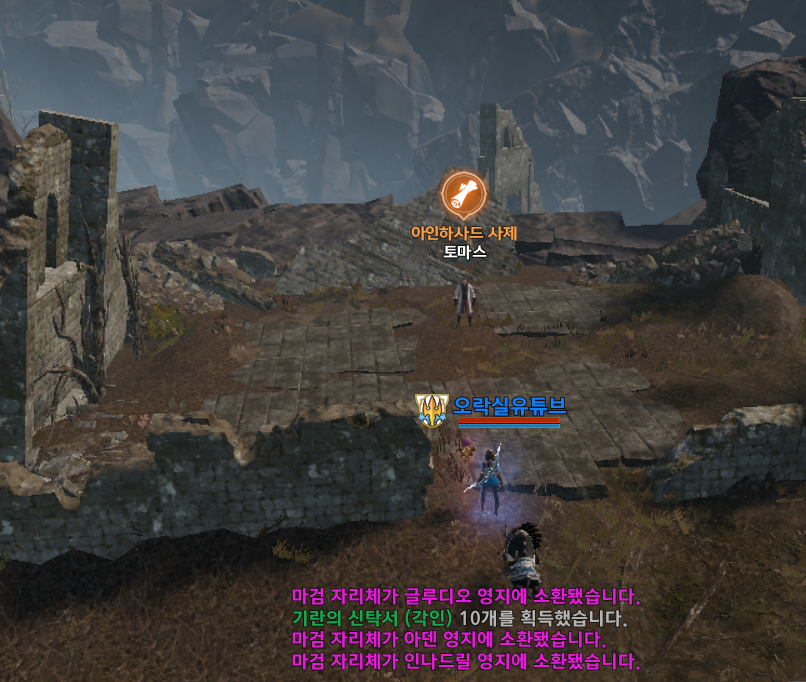 아인하사드 사제
토마스
오락실유튜브
마검 자리체가 글루디오 영지에 소환됐습니다.
기란의 신탁서 (각인) 10개를 획득했습니다.
마검 자리체가 아덴 영지에 소환됐습니다.
마검 자리체가 인나드릴 영지에 소환됐습니다.